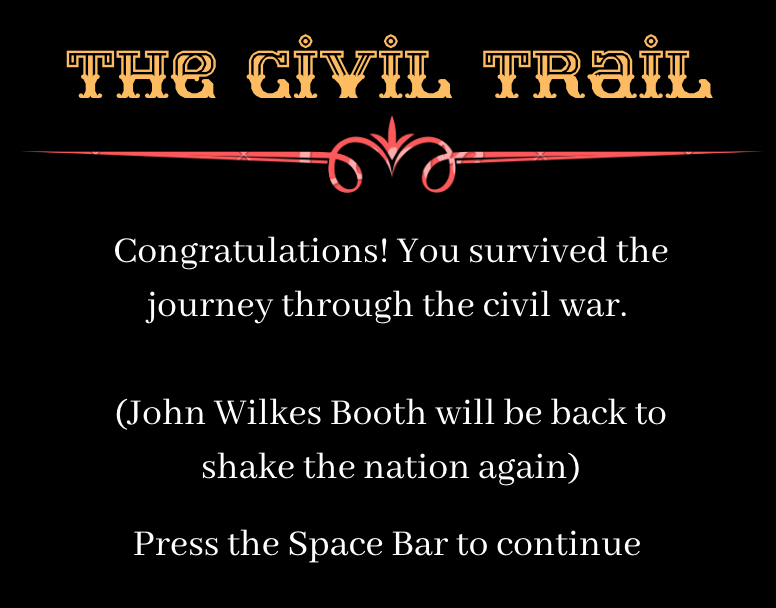 THe CiViL TRaiL
Congratulations! You survived the
journey through the civil war.
(John Wilkes Booth will be back to
shake the nation again)
Press the Space Bar to continue